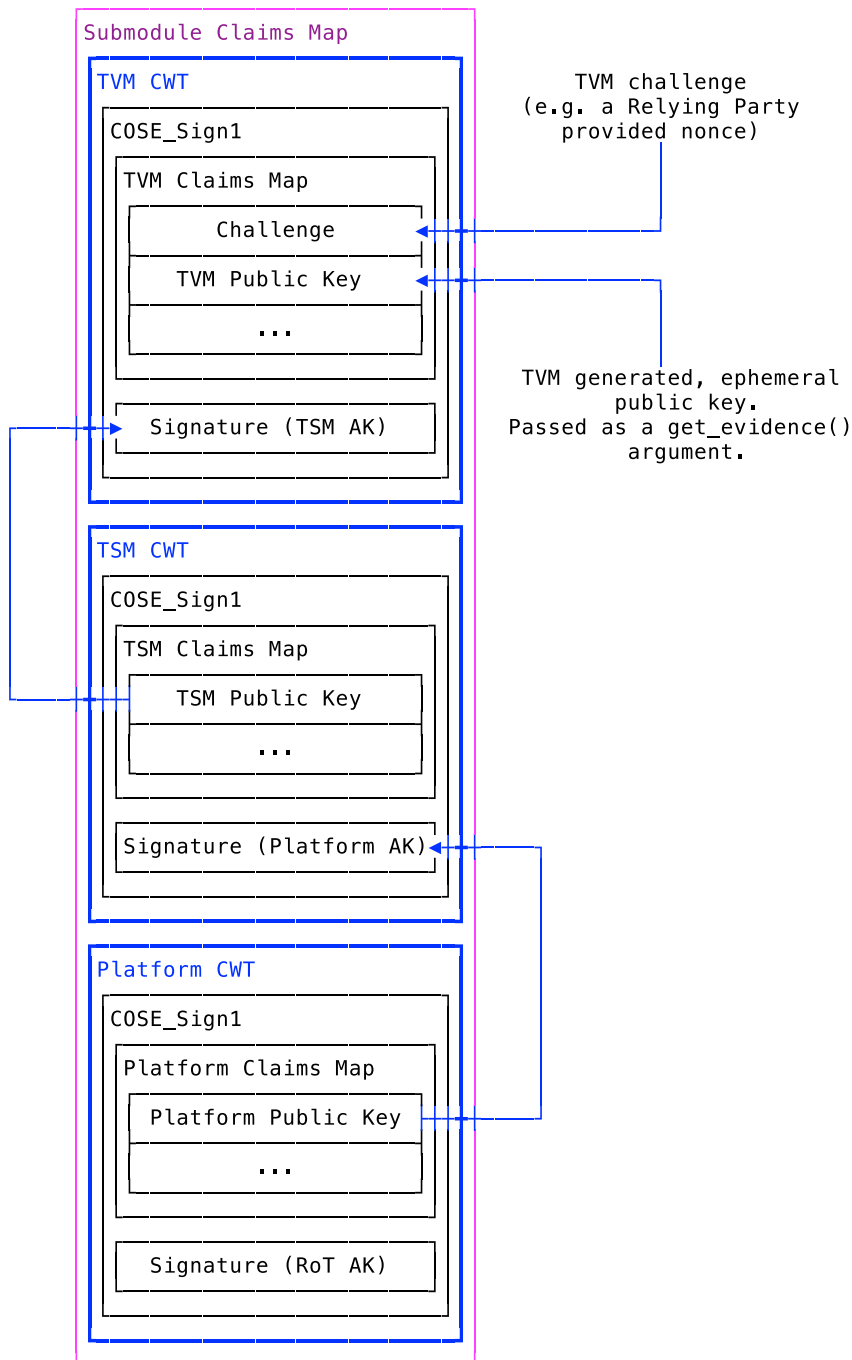 Submodule Claims Map
TVM CWT
COSE_Sign1
TVM Claims Map
Challenge
TVM Public Key
...
Signature (TSM AK)
TVM challenge
(e.g. a Relying Party
provided nonce)
TVM generated, ephemeral
public key.
Passed as a get_evidence()
argument.
TSM CWT
COSE_Sign1
TSM Claims Map
TSM Public Key
...
Signature (Platform AK)
Platform CWT
COSE_Sign1
Platform Claims Map
Platform Public Key
...
Signature (RoT AK)